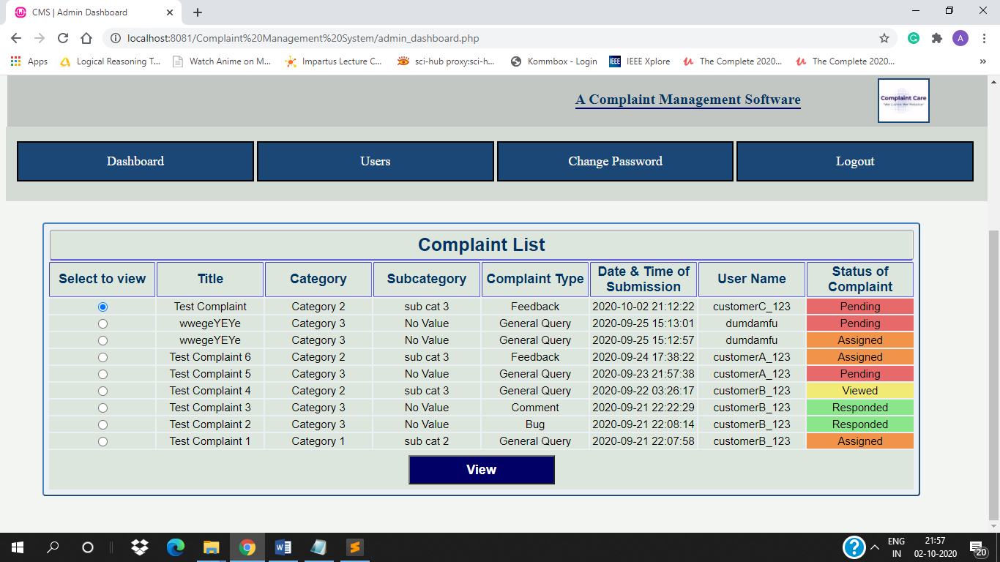 CMS | Admin Dashboard
localhost:8081/Complaint%20Management%20System/admin_dashboard.php
A
Apps Logical Reasoning T... Watch Anime on M... Impartus Lecture C... sci-hub proxy:sci-h... Kommbox - Login IEEE IEEE Xplore The Complete 2020... The Complete 2020... »
A Complaint Management Software
Complaint Care
Dashboard Users Change Password Logout
Complaint List
Select to view Title Category Subcategory Complaint Type Date & Time of Submission User Name Status of Complaint
Test Complaint Category 2 sub cat 3 Feedback 2020-10-02 21:12:22 customerC_123 Pending
wwegeYEYe Category 3 No Value General Query 2020-09-25 15:13:01 dumdamfu Pending
wwegeYEYe Category 3 No Value General Query 2020-09-25 15:12:57 dumdamfu Assigned
Test Complaint 6 Category 2 sub cat 3 Feedback 2020-09-24 17:38:22 customerA_123 Assigned
Test Complaint 5 Category 3 No Value General Query 2020-09-23 21:57:38 customerA_123 Pending
Test Complaint 4 Category 2 sub cat 3 General Query 2020-09-22 03:26:17 customerB_123 Viewed
Test Complaint 3 Category 3 No Value Comment 2020-09-21 22:22:29 customerB_123 Responded
Test Complaint 2 Category 3 No Value Bug 2020-09-21 22:08:14 customerB_123 Responded
Test Complaint 1 Category 1 sub cat 2 General Query 2020-09-21 22:07:58 customerB_123 Assigned
View
ENG 21:57
IN 02-10-2020 20